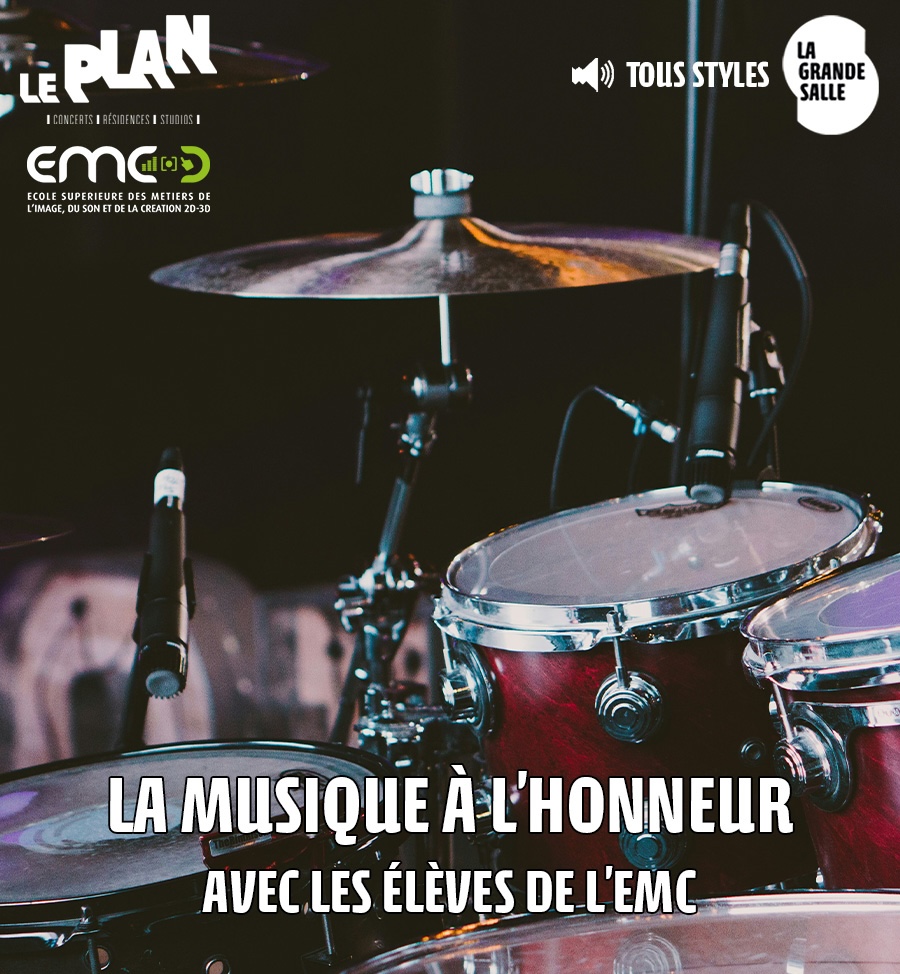 LE PLAN
CONCERTS RÉSIDENCES STUDIOS
EMC
ECOLE SUPERIEURE DES METIERS DE
L'IMAGE, DU SON ET DE LA CREATION 2D-3D
TOUS STYLES
LA
GRANDE
SALLE
LA MUSIQUE À L'HONNEUR
AVEC LES ÉLÈVES DE L'EMC